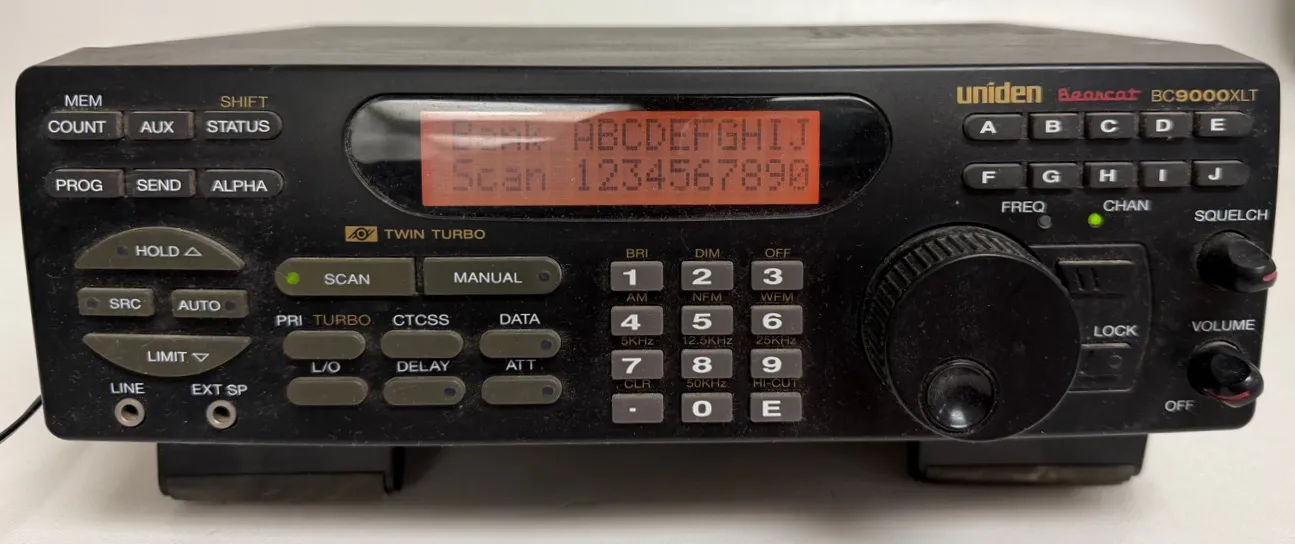 MEM SHIFT
COUNT AUX STATUS
PROG SEND ALPHA
Bank ABCDEFGHIJ
Scan 1234567890
uniden Bearcat BC9000XLT
A B C D E
F G H I J
FREQ CHAN
SQUELCH
TWIN TURBO
HOLD △
SCAN MANUAL
SRC AUTO
PRI TURBO CTCSS DATA
LIMIT ▽
L/O DELAY ATT
LINE EXT SP
BRI DIM OFF
1 2 3
AM NFM WFM
4 5 6
5KHz 12.5KHz 25KHz
7 8 9
CLR 50KHz HI-CUT
. 0 E
LOCK
VOLUME
OFF